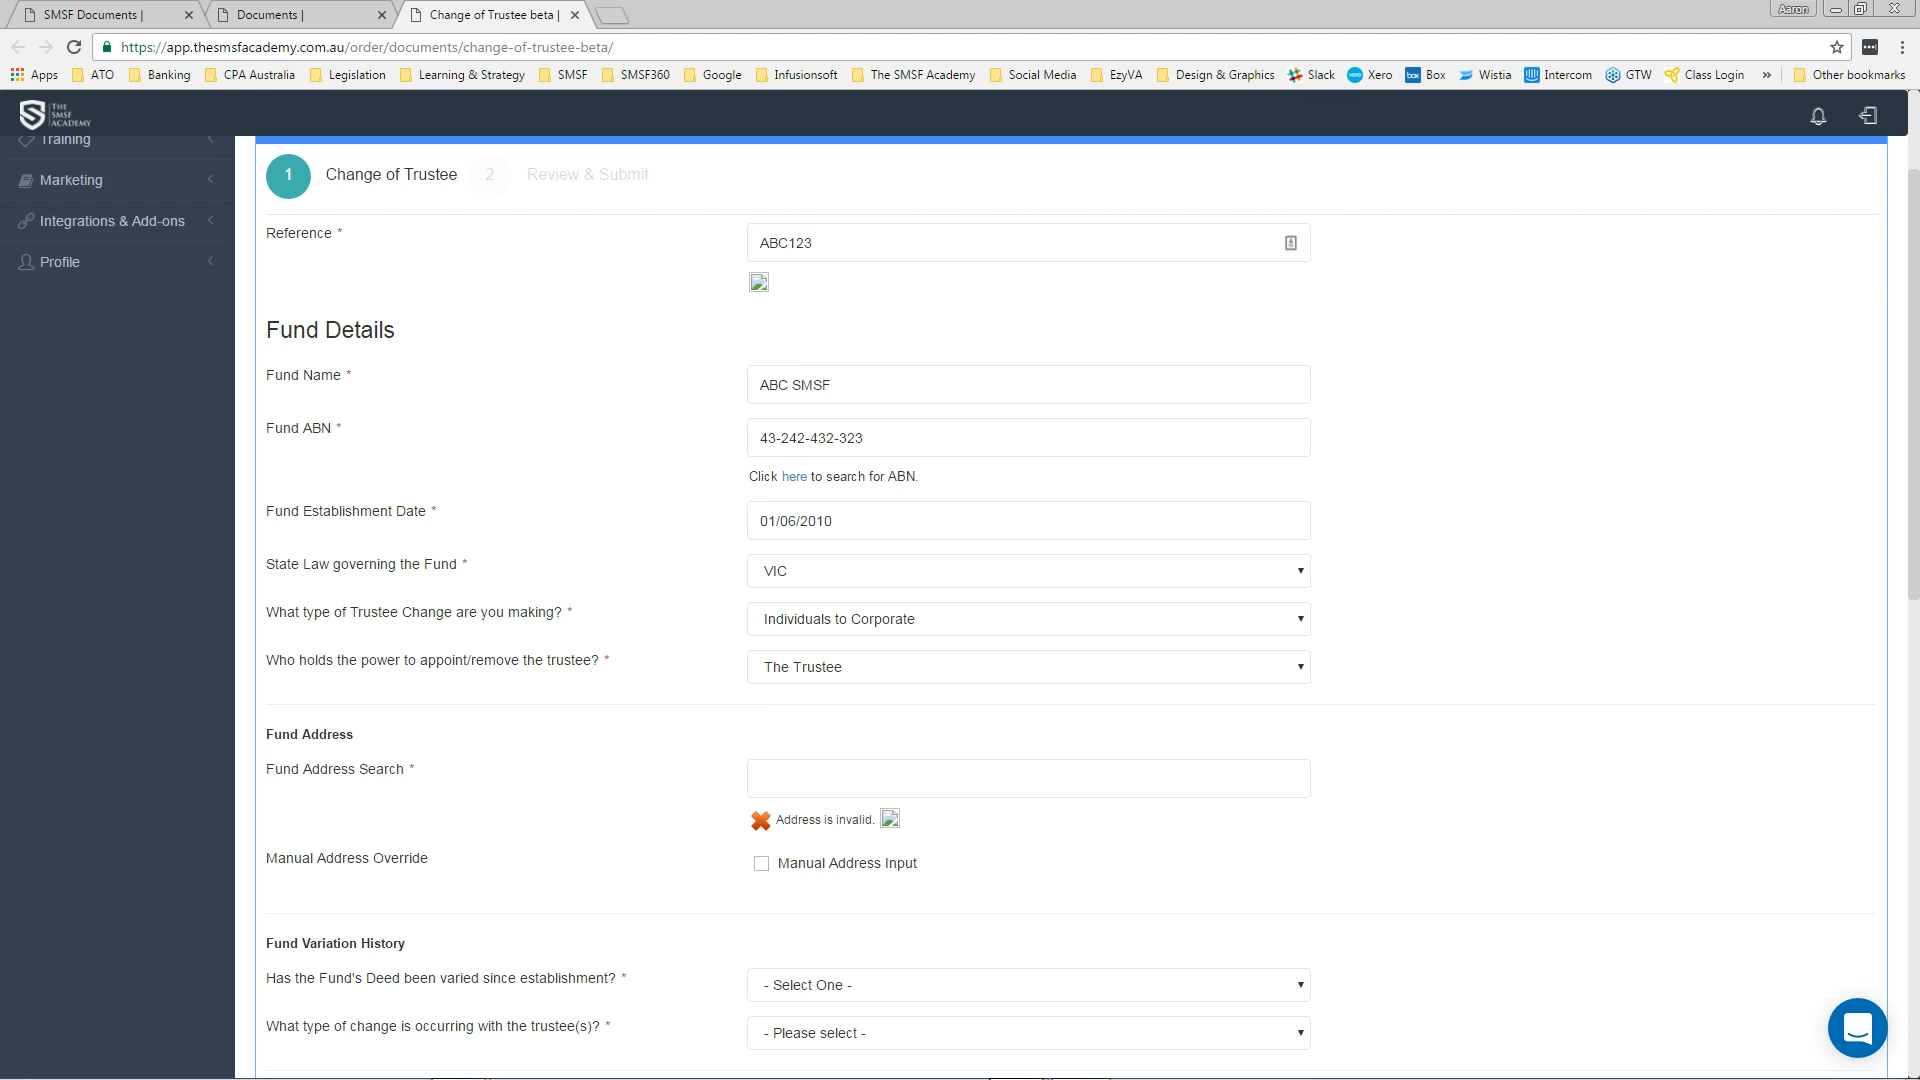 SMSF Documents |
Documents |
Change of Trustee beta |
Aaron
https://app.thesmsfacademy.com.au/order/documents/change-of-trustee-beta/
Apps ATO Banking CPA Australia Legislation Learning & Strategy SMSF SMSF360 Google Infusionsoft The SMSF Academy Social Media EzyVA Design & Graphics Slack Xero Box Wistia Intercom GTW Class Login » Other bookmarks
THE
SMSF
ACADEMY
Training
Marketing
Integrations & Add-ons
Profile
1 Change of Trustee 2 Review & Submit
Reference *
ABC123
Fund Details
Fund Name *
ABC SMSF
Fund ABN *
43-242-432-323
Click here to search for ABN.
Fund Establishment Date *
01/06/2010
State Law governing the Fund *
VIC
What type of Trustee Change are you making? *
Individuals to Corporate
Who holds the power to appoint/remove the trustee? *
The Trustee
Fund Address
Fund Address Search *
Address is invalid.
Manual Address Override
Manual Address Input
Fund Variation History
Has the Fund's Deed been varied since establishment? *
- Select One -
What type of change is occurring with the trustee(s)? *
- Please select -